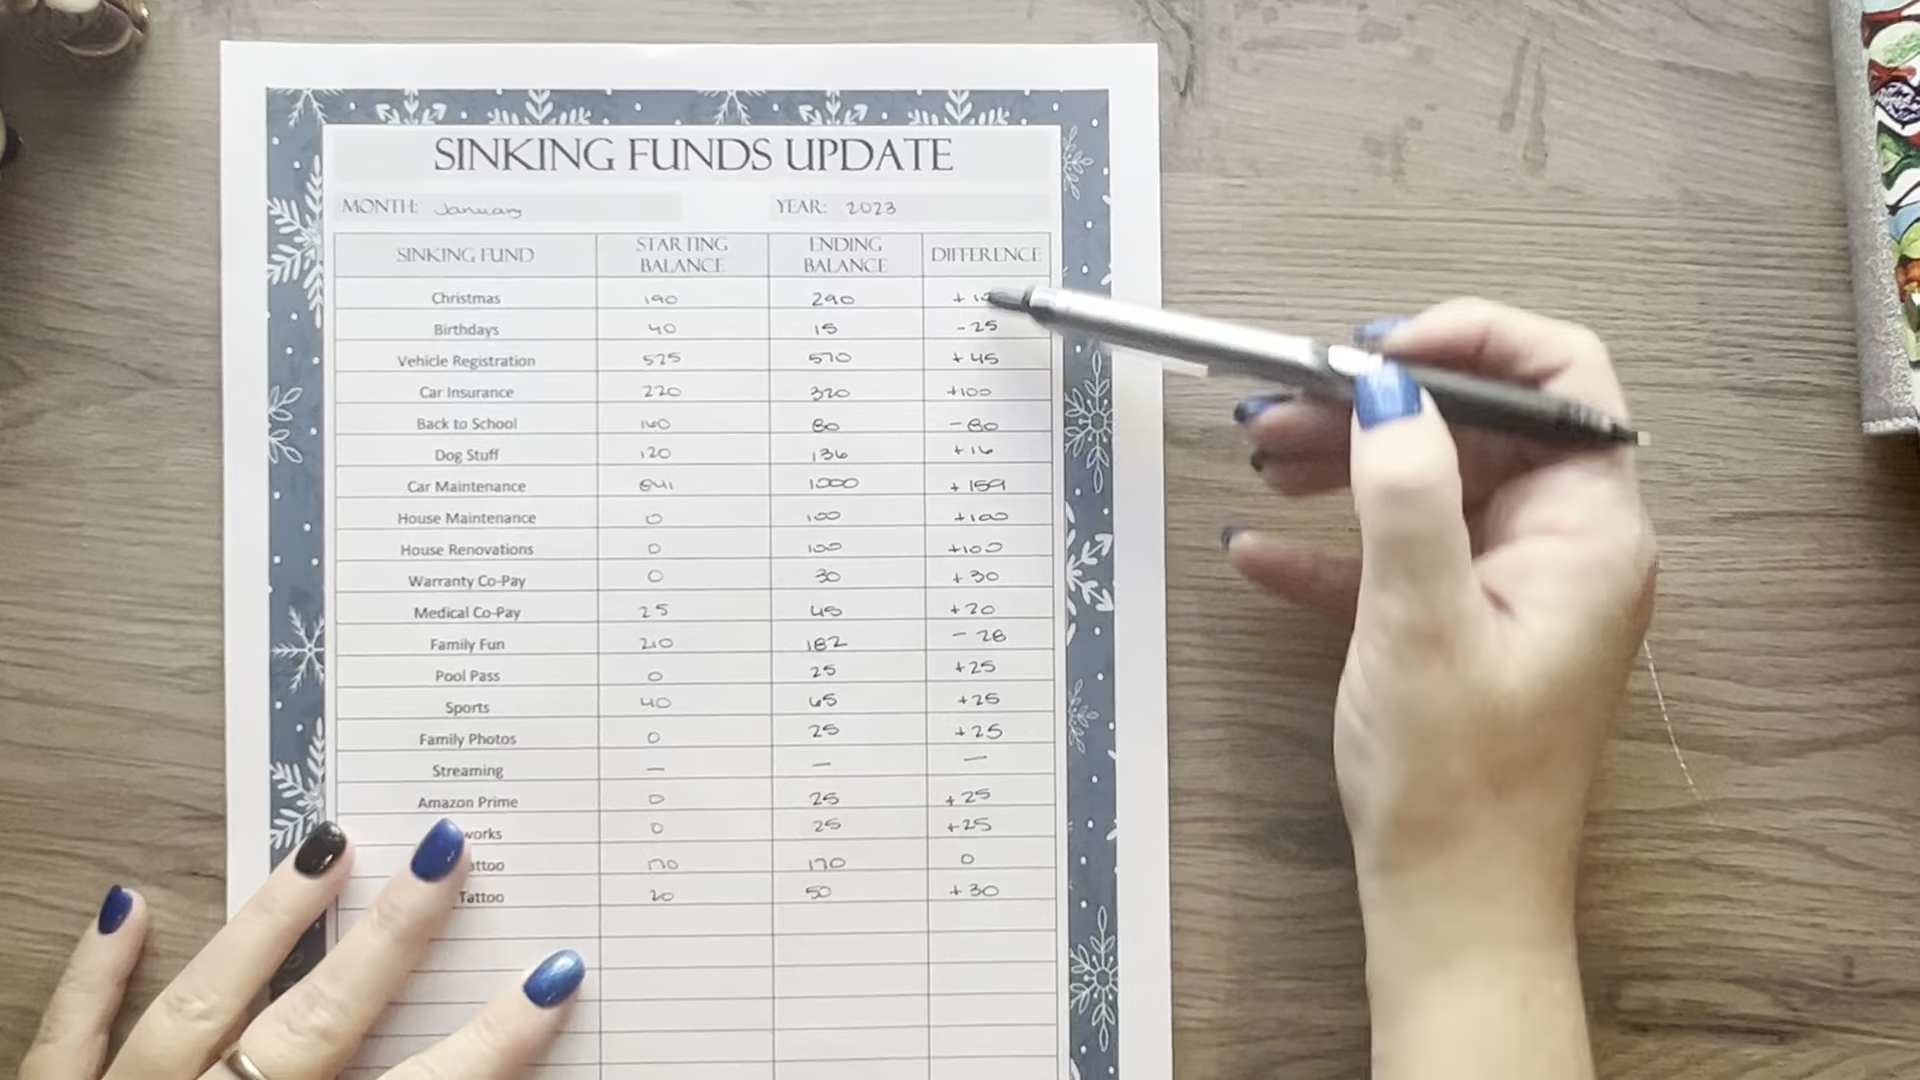 SINKING FUNDS UPDATE
MONTH: January YEAR: 2023
SINKING FUND STARTING BALANCE ENDING BALANCE DIFFERENCE
Christmas 190 290
Birthdays 40 15 -25
Vehicle Registration 525 570 +45
Car Insurance 220 320 +100
Back to School 160 80 -80
Dog Stuff 120 136 +16
Car Maintenance 841 1000 +159
House Maintenance 0 100 +100
House Renovations 0 100 +100
Warranty Co-Pay 0 30 +30
Medical Co-Pay 25 45 +20
Family Fun 210 182 -28
Pool Pass 0 25 +25
Sports 40 65 +25
Family Photos 0 25 +25
Streaming — — —
Amazon Prime 0 25 +25
works 0 25 +25
attoo 170 170 0
Tattoo 20 50 +30